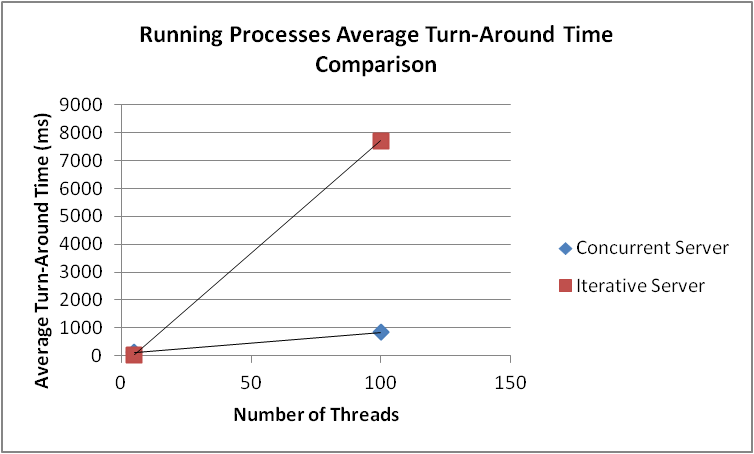 Running Processes Average Turn-Around Time
Comparison
Average Turn-Around Time (ms)
9000
8000
7000
6000
5000
4000
3000
2000
1000
0
0 50 100 150
Number of Threads
Concurrent Server
Iterative Server